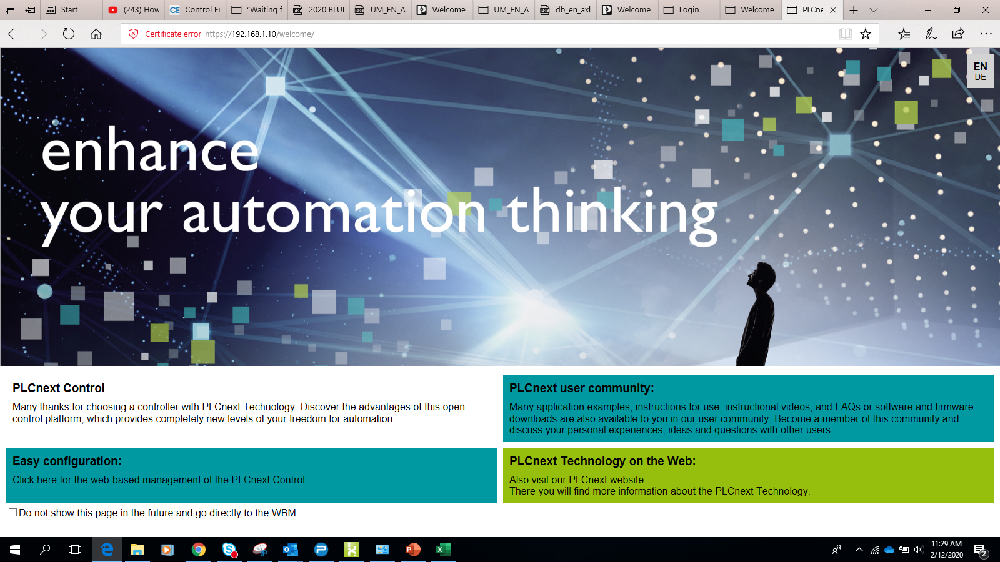 Start
(243) How
CE
Control Er
"Waiting f
PDF
2020 BLUI
PDF
UM_EN_A
Welcome
UM_EN_A
PDF
db_en_axl
Welcome
Login
Welcome
PLCne
Certificate error https://192.168.1.10/welcome/
EN
DE
enhance
your automation thinking
PLCnext Control
Many thanks for choosing a controller with PLCnext Technology. Discover the advantages of this open
control platform, which provides completely new levels of your freedom for automation.
PLCnext user community:
Many application examples, instructions for use, instructional videos, and FAQs or software and firmware
downloads are also available to you in our user community. Become a member of this community and
discuss your personal experiences, ideas and questions with other users.
Easy configuration:
Click here for the web-based management of the PLCnext Control.
PLCnext Technology on the Web:
Also visit our PLCnext website.
There you will find more information about the PLCnext Technology.
Do not show this page in the future and go directly to the WBM
11:29 AM
2/12/2020
2